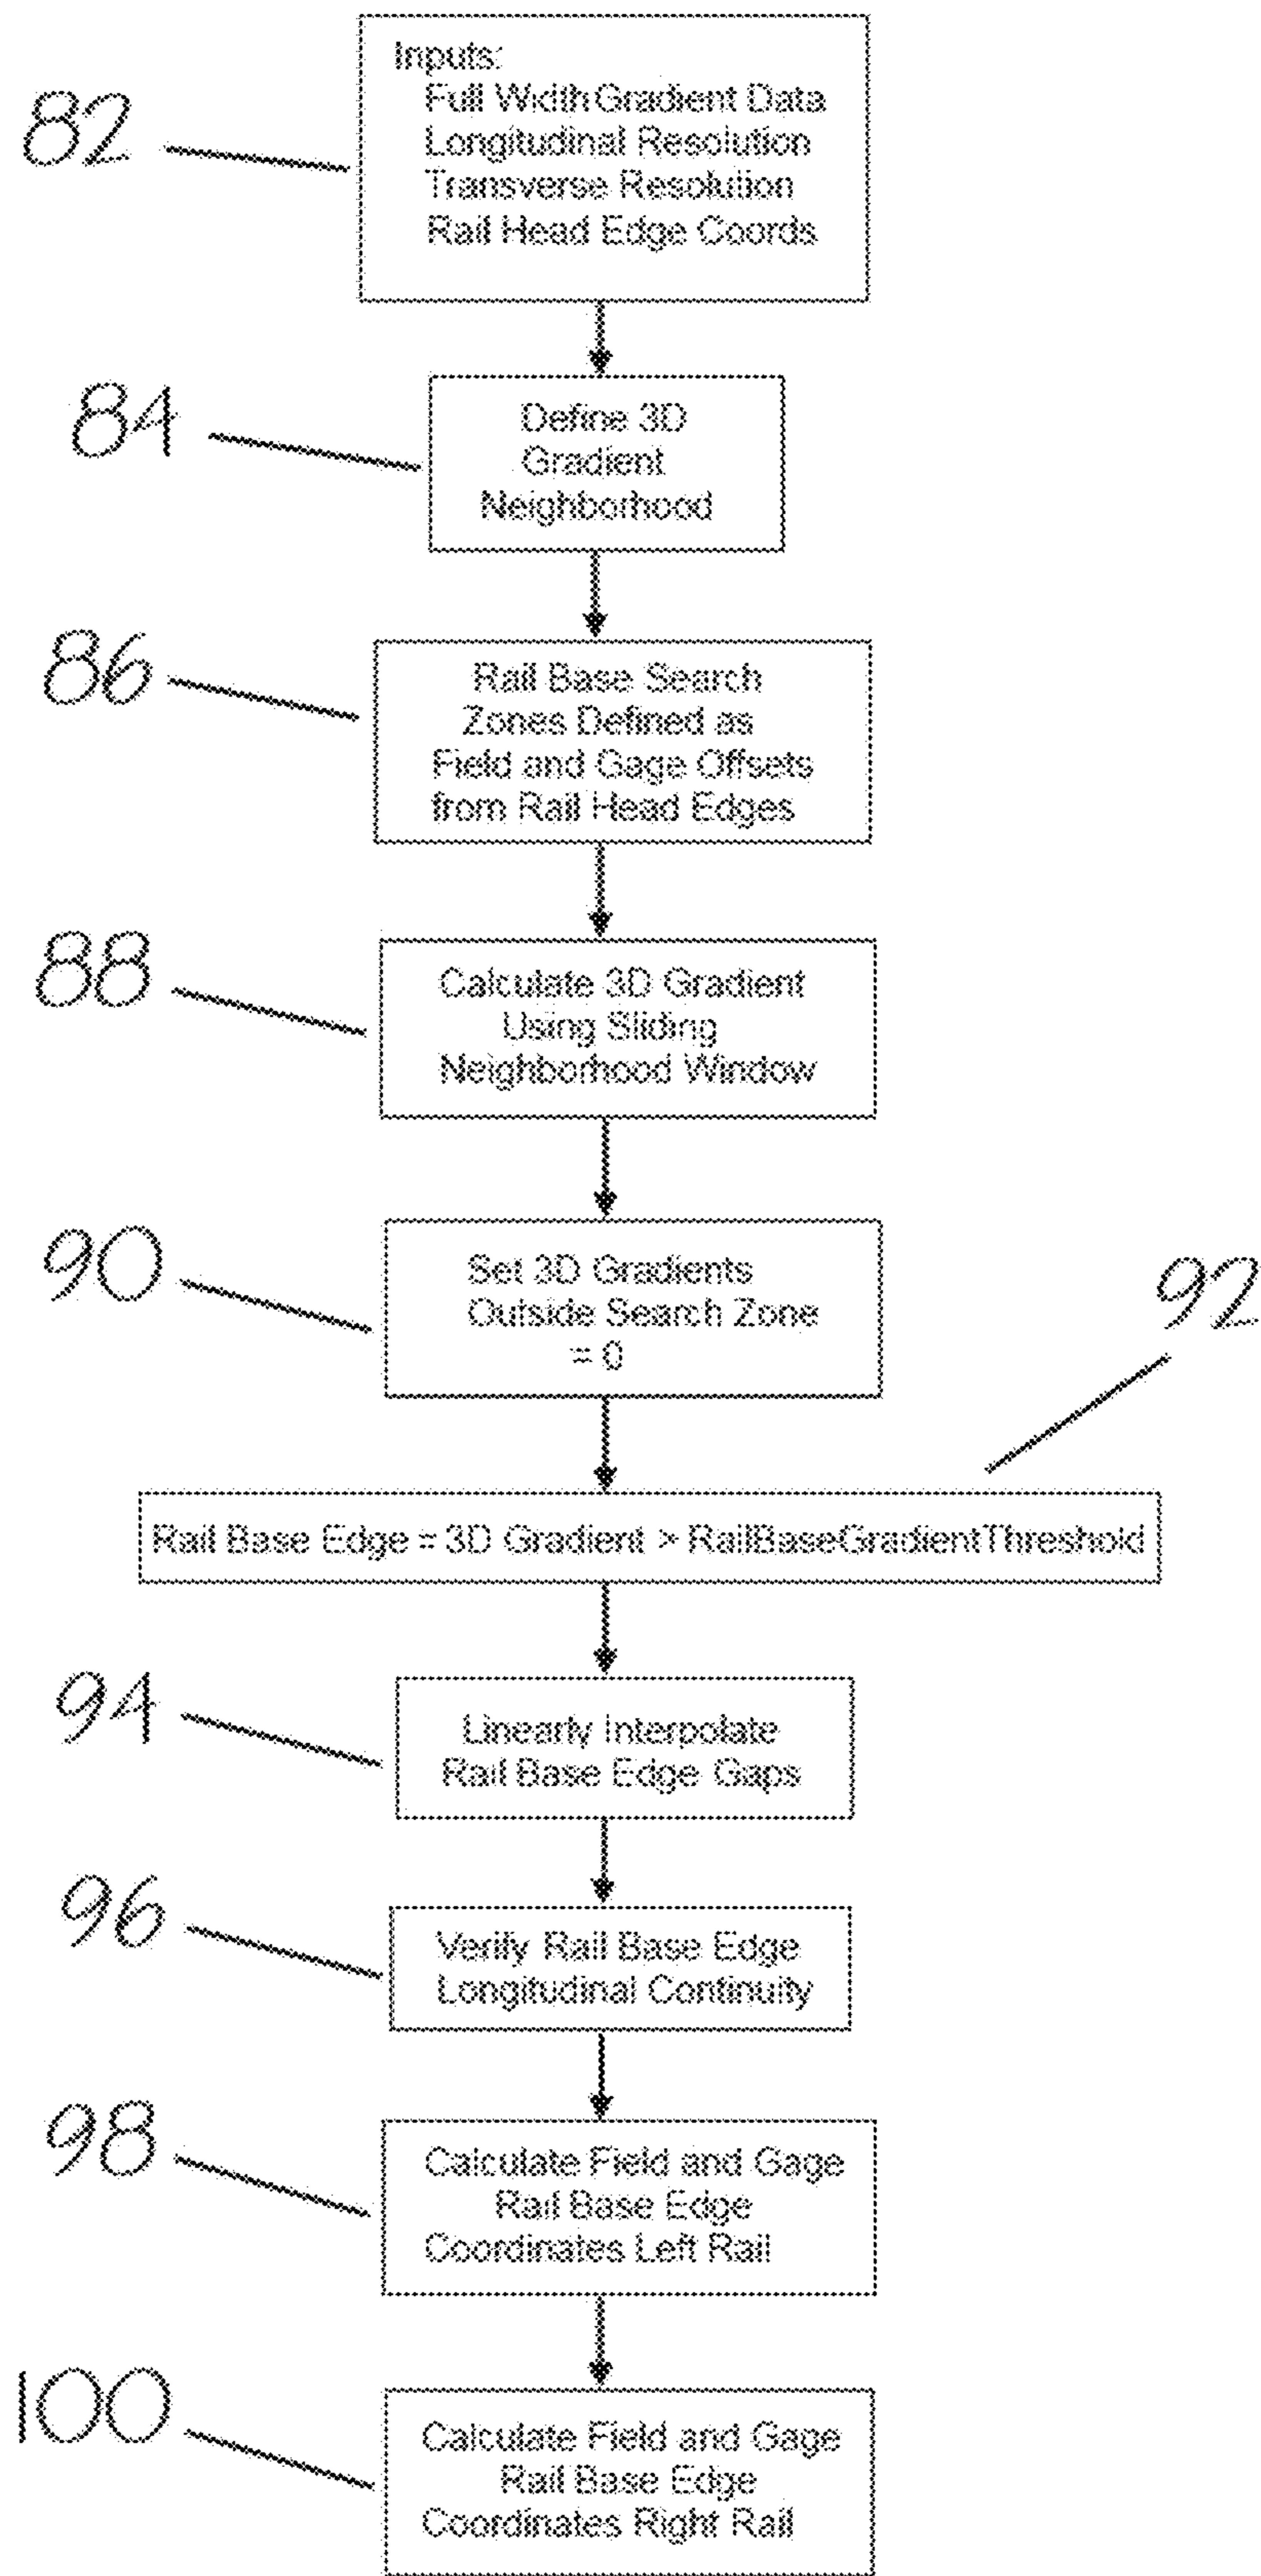 82
Inputs:
Full Width Gradient Data
Longitudinal Resolution
Transverse Resolution
Rail Head Edge Coords
84
Define 3D
Gradient
Neighborhood
86
Rail Base Search
Zones Defined as
Field and Gage Offsets
from Rail Head Edges
88
Calculate 3D Gradient
Using Sliding
Neighborhood Window
90
Set 3D Gradients
Outside Search Zone
= 0
92
Rail Base Edge = 3D Gradient > RailBaseGradientThreshold
94
Linearly Interpolate
Rail Base Edge Gaps
96
Verify Rail Base Edge
Longitudinal Continuity
98
Calculate Field and Gage
Rail Base Edge
Coordinates Left Rail
100
Calculate Field and Gage
Rail Base Edge
Coordinates Right Rail